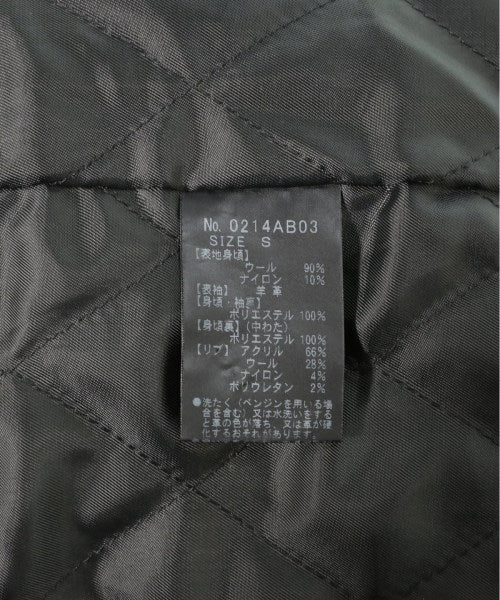 No. 0214AB03
SIZE S
【表地身頃】
ウール 90%
ナイロン 10%
【表袖】 羊革
【身頃・袖裏】
ポリエステル 100%
【身頃裏】(中わた)
ポリエステル 100%
【リブ】 アクリル 66%
ウール 28%
ナイロン 4%
ポリウレタン 2%
●洗たく(ベンジンを用いる場
合を含む)又は水洗いをする
と革の色が落ち、又は革が硬
化するおそれがあります。